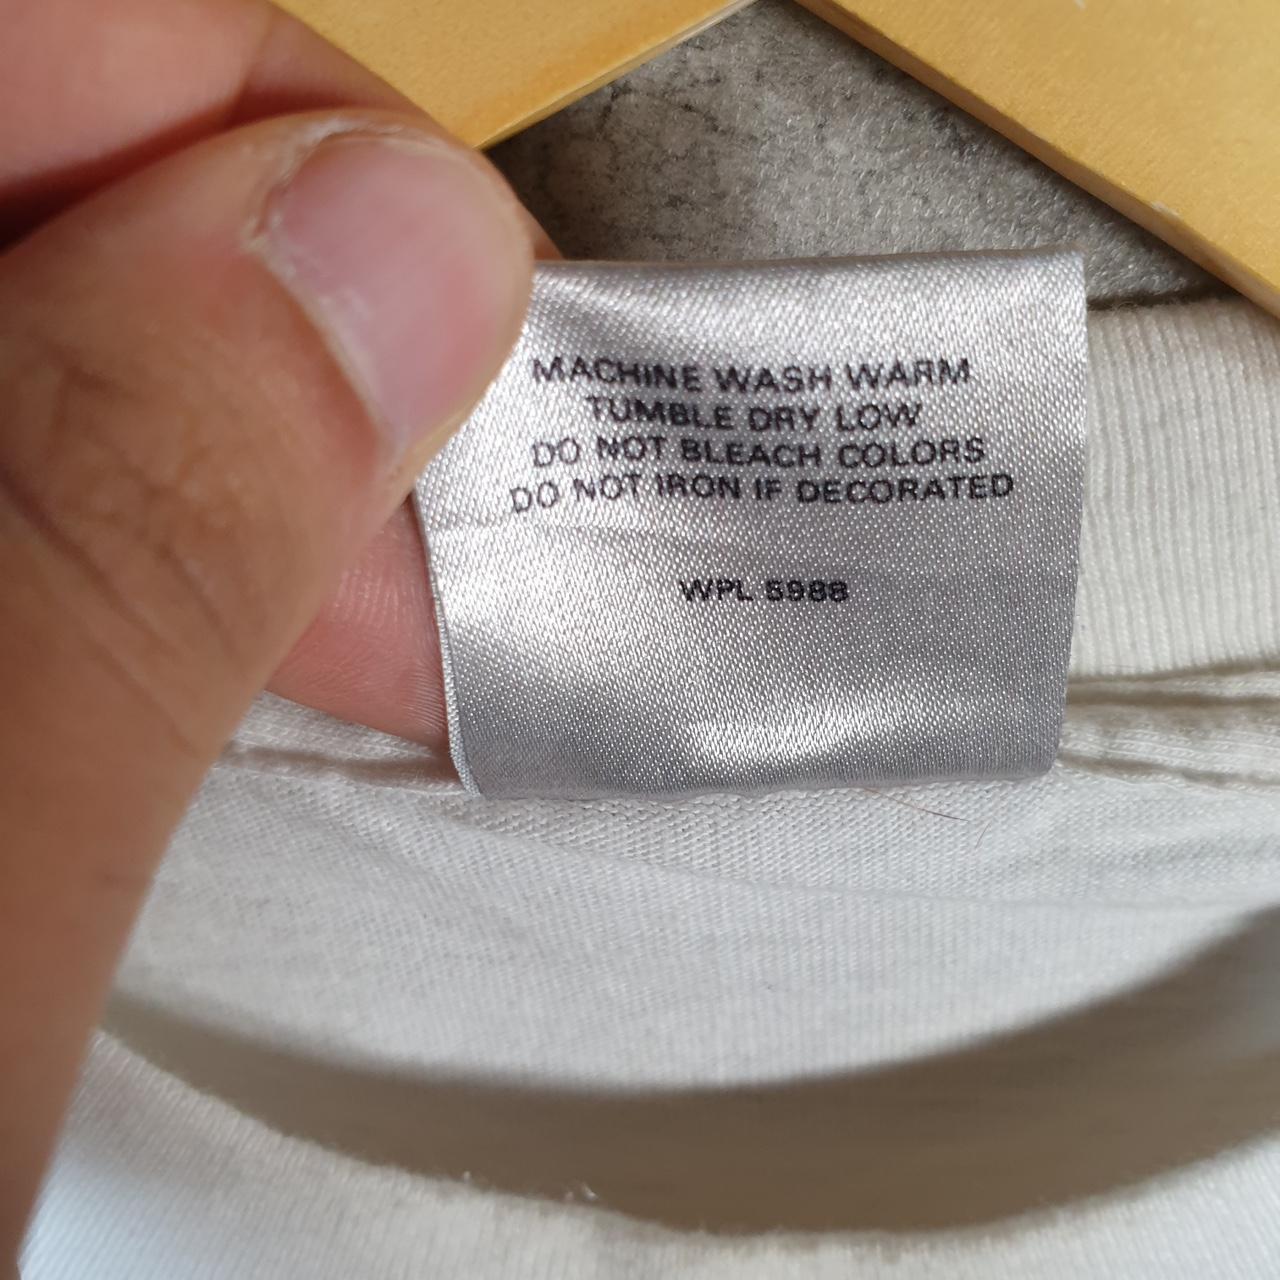 MACHINE WASH WARM
TUMBLE DRY LOW
DO NOT BLEACH COLORS
DO NOT IRON IF DECORATED
WPL 5988